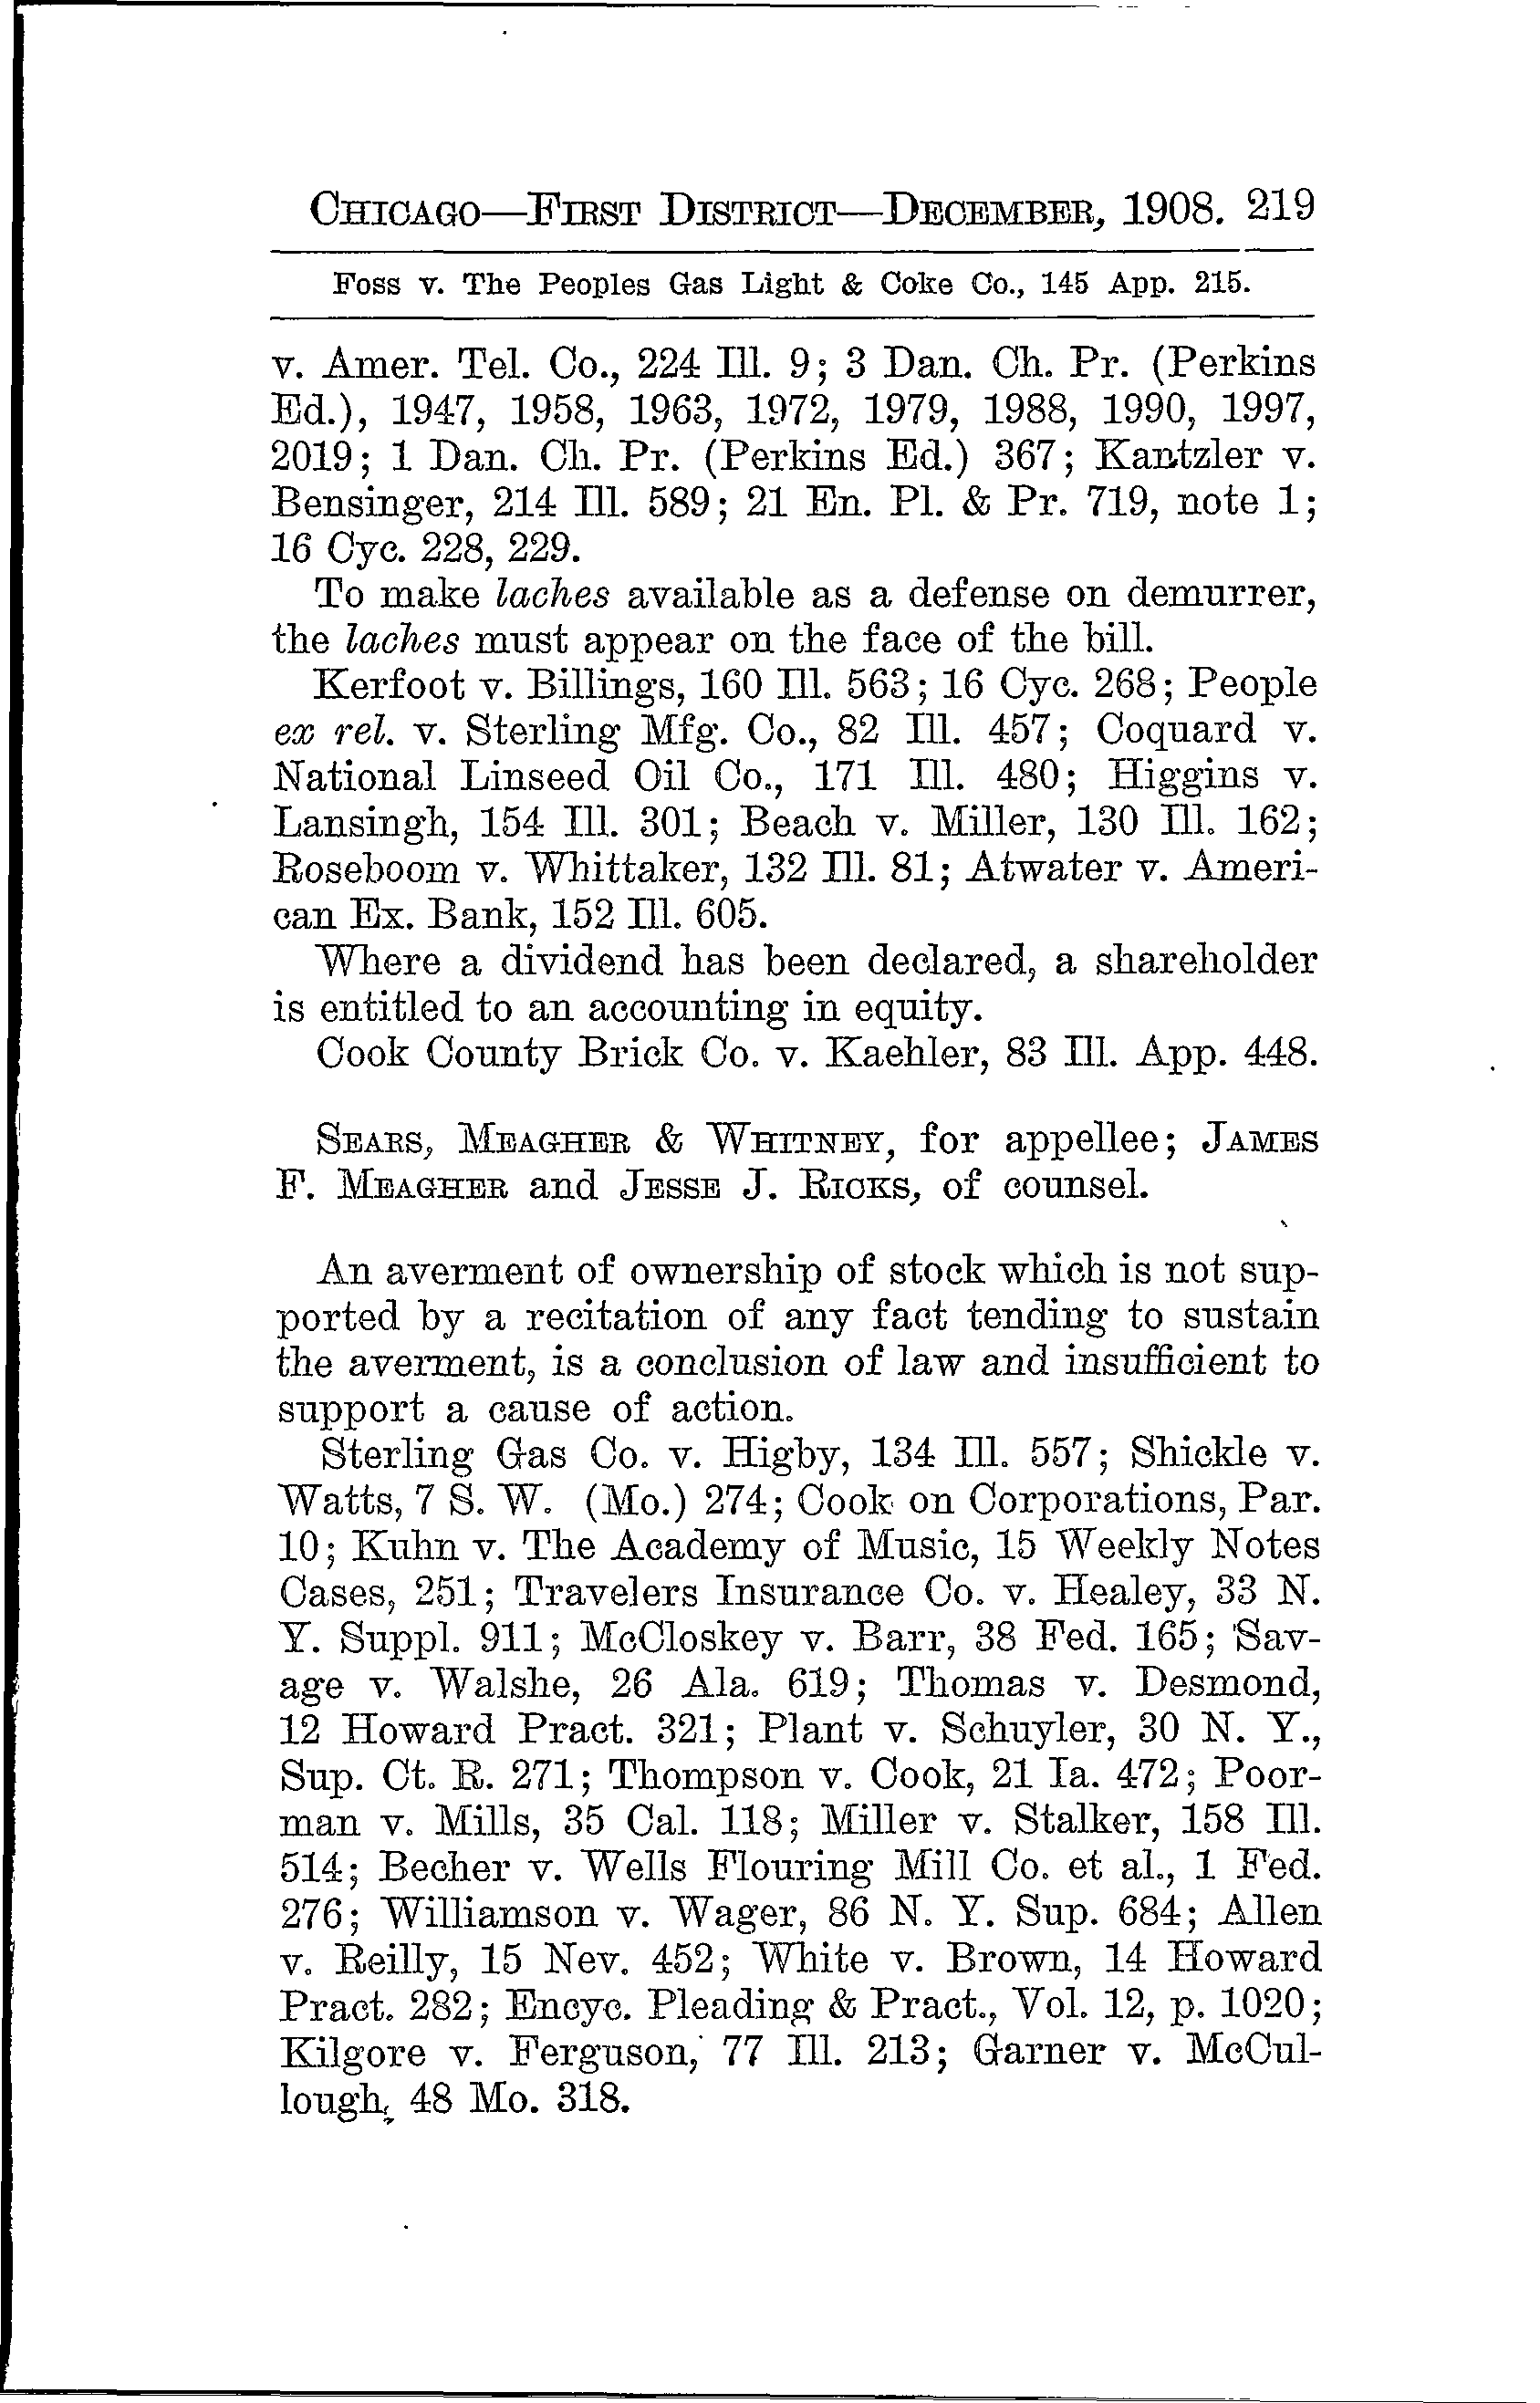 CHICAGO—FIRST DISTRICT—DECEMBER, 1908. 219
Foss v. The Peoples Gas Light & Coke Co., 145 App. 215.
v. Amer. Tel. Co., 224 Ill. 9; 3 Dan. Ch. Pr. (Perkins
Ed.), 1947, 1958, 1963, 1972, 1979, 1988, 1990, 1997,
2019; 1 Dan. Ch. Pr. (Perkins Ed.) 367; Kantzler v.
Bensinger, 214 Ill. 589; 21 En. Pl. & Pr. 719, note 1;
16 Cyc. 228, 229.
To make laches available as a defense on demurrer,
the laches must appear on the face of the bill.
Kerfoot v. Billings, 160 Ill. 563; 16 Cyc. 268; People
ex rel. v. Sterling Mfg. Co., 82 Ill. 457; Coquard v.
National Linseed Oil Co., 171 Ill. 480; Higgins v.
Lansingh, 154 Ill. 301; Beach v. Miller, 130 Ill. 162;
Roseboom v. Whittaker, 132 Ill. 81; Atwater v. Ameri-
can Ex. Bank, 152 Ill. 605.
Where a dividend has been declared, a shareholder
is entitled to an accounting in equity.
Cook County Brick Co. v. Kaehler, 83 Ill. App. 448.
SEARS, MEAGHER & WHITNEY, for appellee; JAMES
F. MEAGHER and JESSE J. RICKS, of counsel.
An averment of ownership of stock which is not sup-
ported by a recitation of any fact tending to sustain
the averment, is a conclusion of law and insufficient to
support a cause of action.
Sterling Gas Co. v. Higby, 134 Ill. 557; Shickle v.
Watts, 7 S. W. (Mo.) 274; Cook on Corporations, Par.
10; Kuhn v. The Academy of Music, 15 Weekly Notes
Cases, 251; Travelers Insurance Co. v. Healey, 33 N.
Y. Suppl. 911; McCloskey v. Barr, 38 Fed. 165; Sav-
age v. Walshe, 26 Ala. 619; Thomas v. Desmond,
12 Howard Pract. 321; Plant v. Schuyler, 30 N. Y.,
Sup. Ct. R. 271; Thompson v. Cook, 21 Ia. 472; Poor-
man v. Mills, 35 Cal. 118; Miller v. Stalker, 158 Ill.
514; Becher v. Wells Flouring Mill Co. et al., 1 Fed.
276; Williamson v. Wager, 86 N. Y. Sup. 684; Allen
v. Reilly, 15 Nev. 452; White v. Brown, 14 Howard
Pract. 282; Encyc. Pleading & Pract., Vol. 12, p. 1020;
Kilgore v. Ferguson, 77 Ill. 213; Garner v. McCul-
lough, 48 Mo. 318.